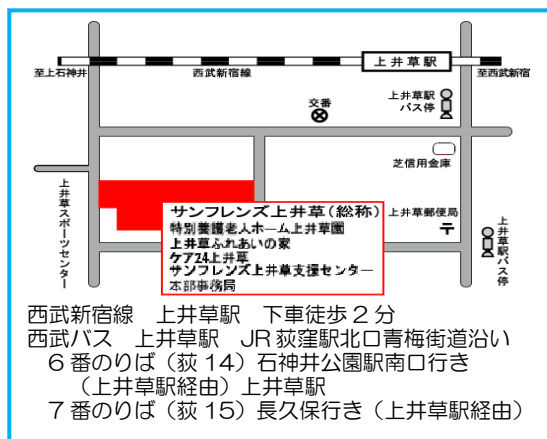 上井草駅
至上石神井
西武新宿線
至西武新宿
交番
上井草駅
バス停
芝信用金庫
上井草スポーツセンター
サンフレンズ上井草(総称)
特別養護老人ホーム上井草園
上井草ふれあいの家
ケア24上井草
サンフレンズ上井草支援センター
本部事務局
上井草郵便局
〒
上井草駅バス停
西武新宿線 上井草駅 下車徒歩2分
西武バス 上井草駅 JR荻窪駅北口青梅街道沿い
6番のりば(荻14)石神井公園駅南口行き
(上井草駅経由)上井草駅
7番のりば(荻15)長久保行き(上井草駅経由)